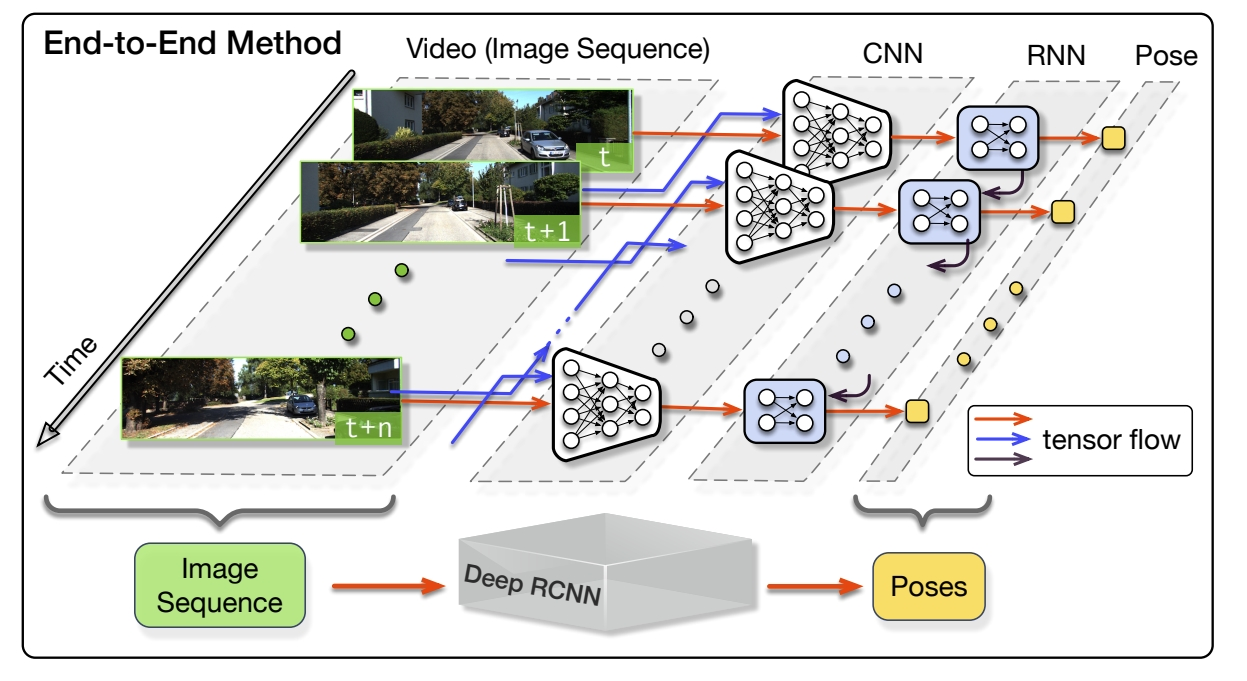 End-to-End Method
Video (Image Sequence)
CNN
RNN
Pose
t
t+1
Time
t+n
tensor flow
Image
Sequence
Deep RCNN
Poses